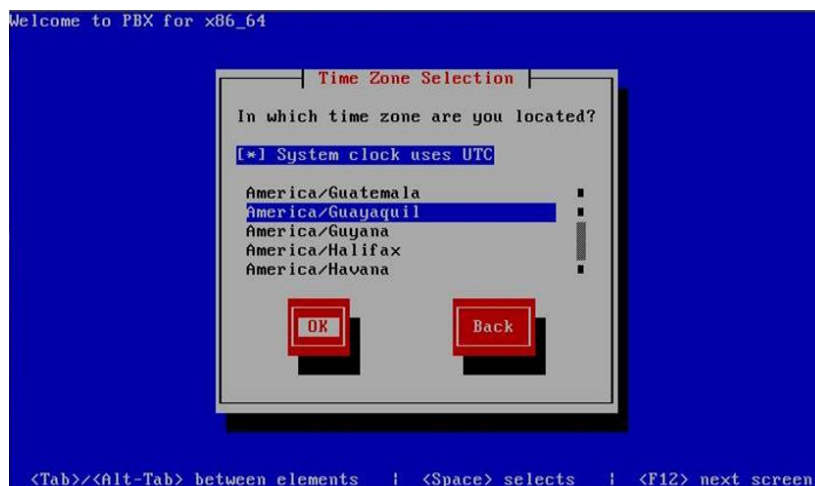 Welcome to PBX for x86_64
Time Zone Selection
In which time zone are you located?
[*] System clock uses UTC
America/Guatemala
America/Guayaquil
America/Guyana
America/Halifax
America/Havana
OK Back
<Tab>/<Alt-Tab> between elements | <Space> selects | <F12> next screen